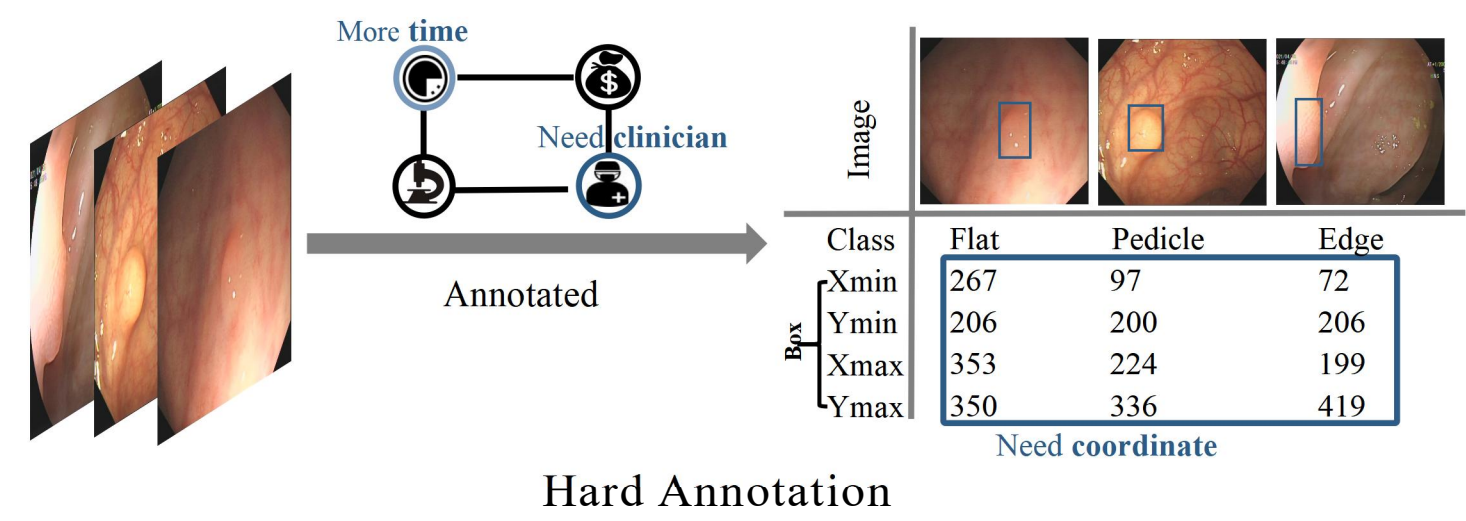 More time
$
Need clinician
Annotated
Image
Class Flat Pedicle Edge
Box
Xmin 267 97 72
Ymin 206 200 206
Xmax 353 224 199
Ymax 350 336 419
Need coordinate
Hard Annotation